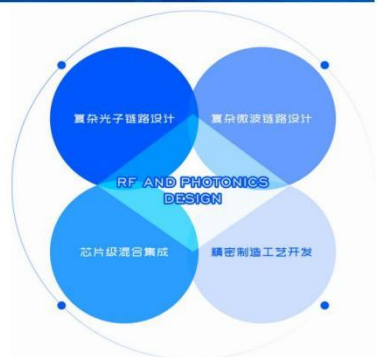 复杂光子链路设计
复杂微波链路设计
RF AND PHOTONICS
DESIGN
芯片级混合集成
精密制造工艺开发